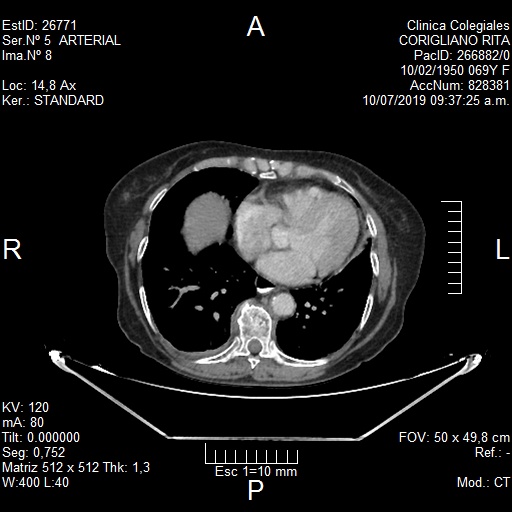 EstID: 26771
Ser.Nº 5 ARTERIAL
Ima.Nº 8
Loc: 14,8 Ax
Ker.: STANDARD
A
Clinica Colegiales
CORIGLIANO RITA
PacID: 266882/0
10/02/1950 069Y F
AccNum: 828381
10/07/2019 09:37:25 a.m.
R
L
KV: 120
mA: 80
Tilt: 0.000000
Seg: 0,752
Matriz 512 x 512 Thk: 1,3
W:400 L:40
Esc 1=10 mm
P
FOV: 50 x 49,8 cm
Ref.: -
Mod.: CT